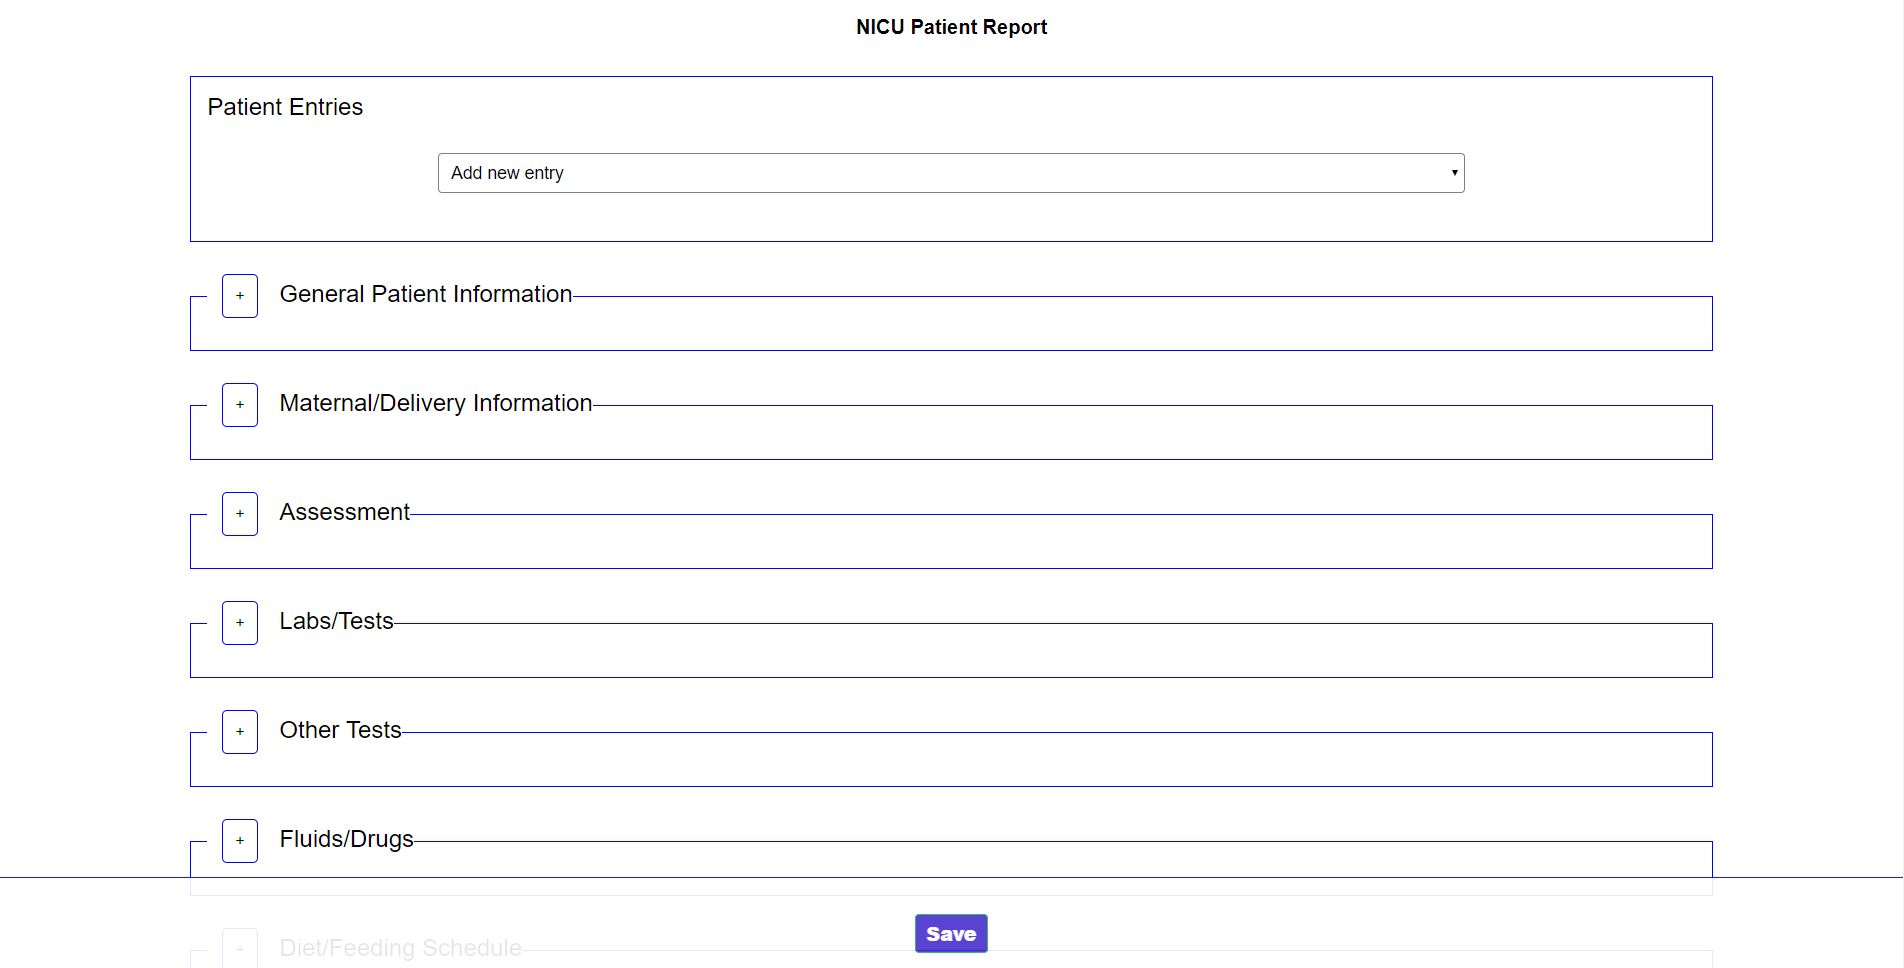 NICU Patient Report
Patient Entries
Add new entry
+ General Patient Information
+ Maternal/Delivery Information
+ Assessment
+ Labs/Tests
+ Other Tests
+ Fluids/Drugs
Save
+ Diet/Feeding Schedule